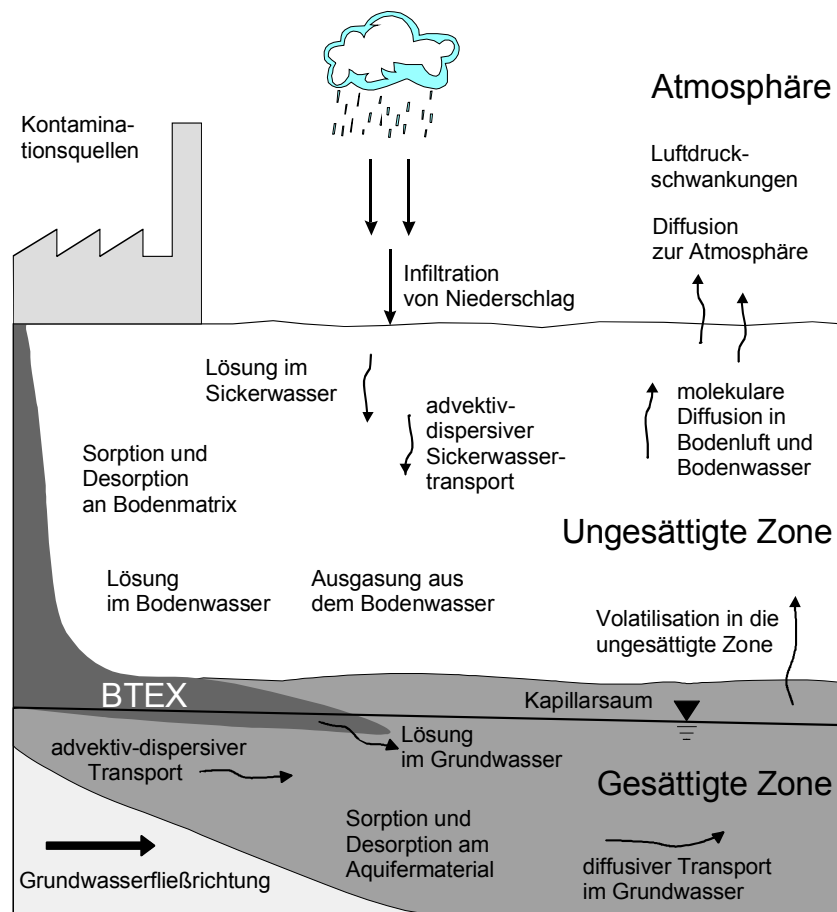 Atmosphäre
Kontamina-
tionsquellen
Luftdruck-
schwankungen
Diffusion
zur Atmosphäre
Infiltration
von Niederschlag
Lösung im
Sickerwasser
advektiv-
dispersiver
Sickerwasser-
transport
molekulare
Diffusion in
Bodenluft und
Bodenwasser
Sorption und
Desorption
an Bodenmatrix
Ungesättigte Zone
Lösung
im Bodenwasser
Ausgasung aus
dem Bodenwasser
Volatilisation in die
ungesättigte Zone
BTEX
Kapillarsaum
advektiv-dispersiver
Transport
Lösung
im Grundwasser
Gesättigte Zone
Sorption und
Desorption am
Aquifermaterial
Grundwasserfließrichtung
diffusiver Transport
im Grundwasser